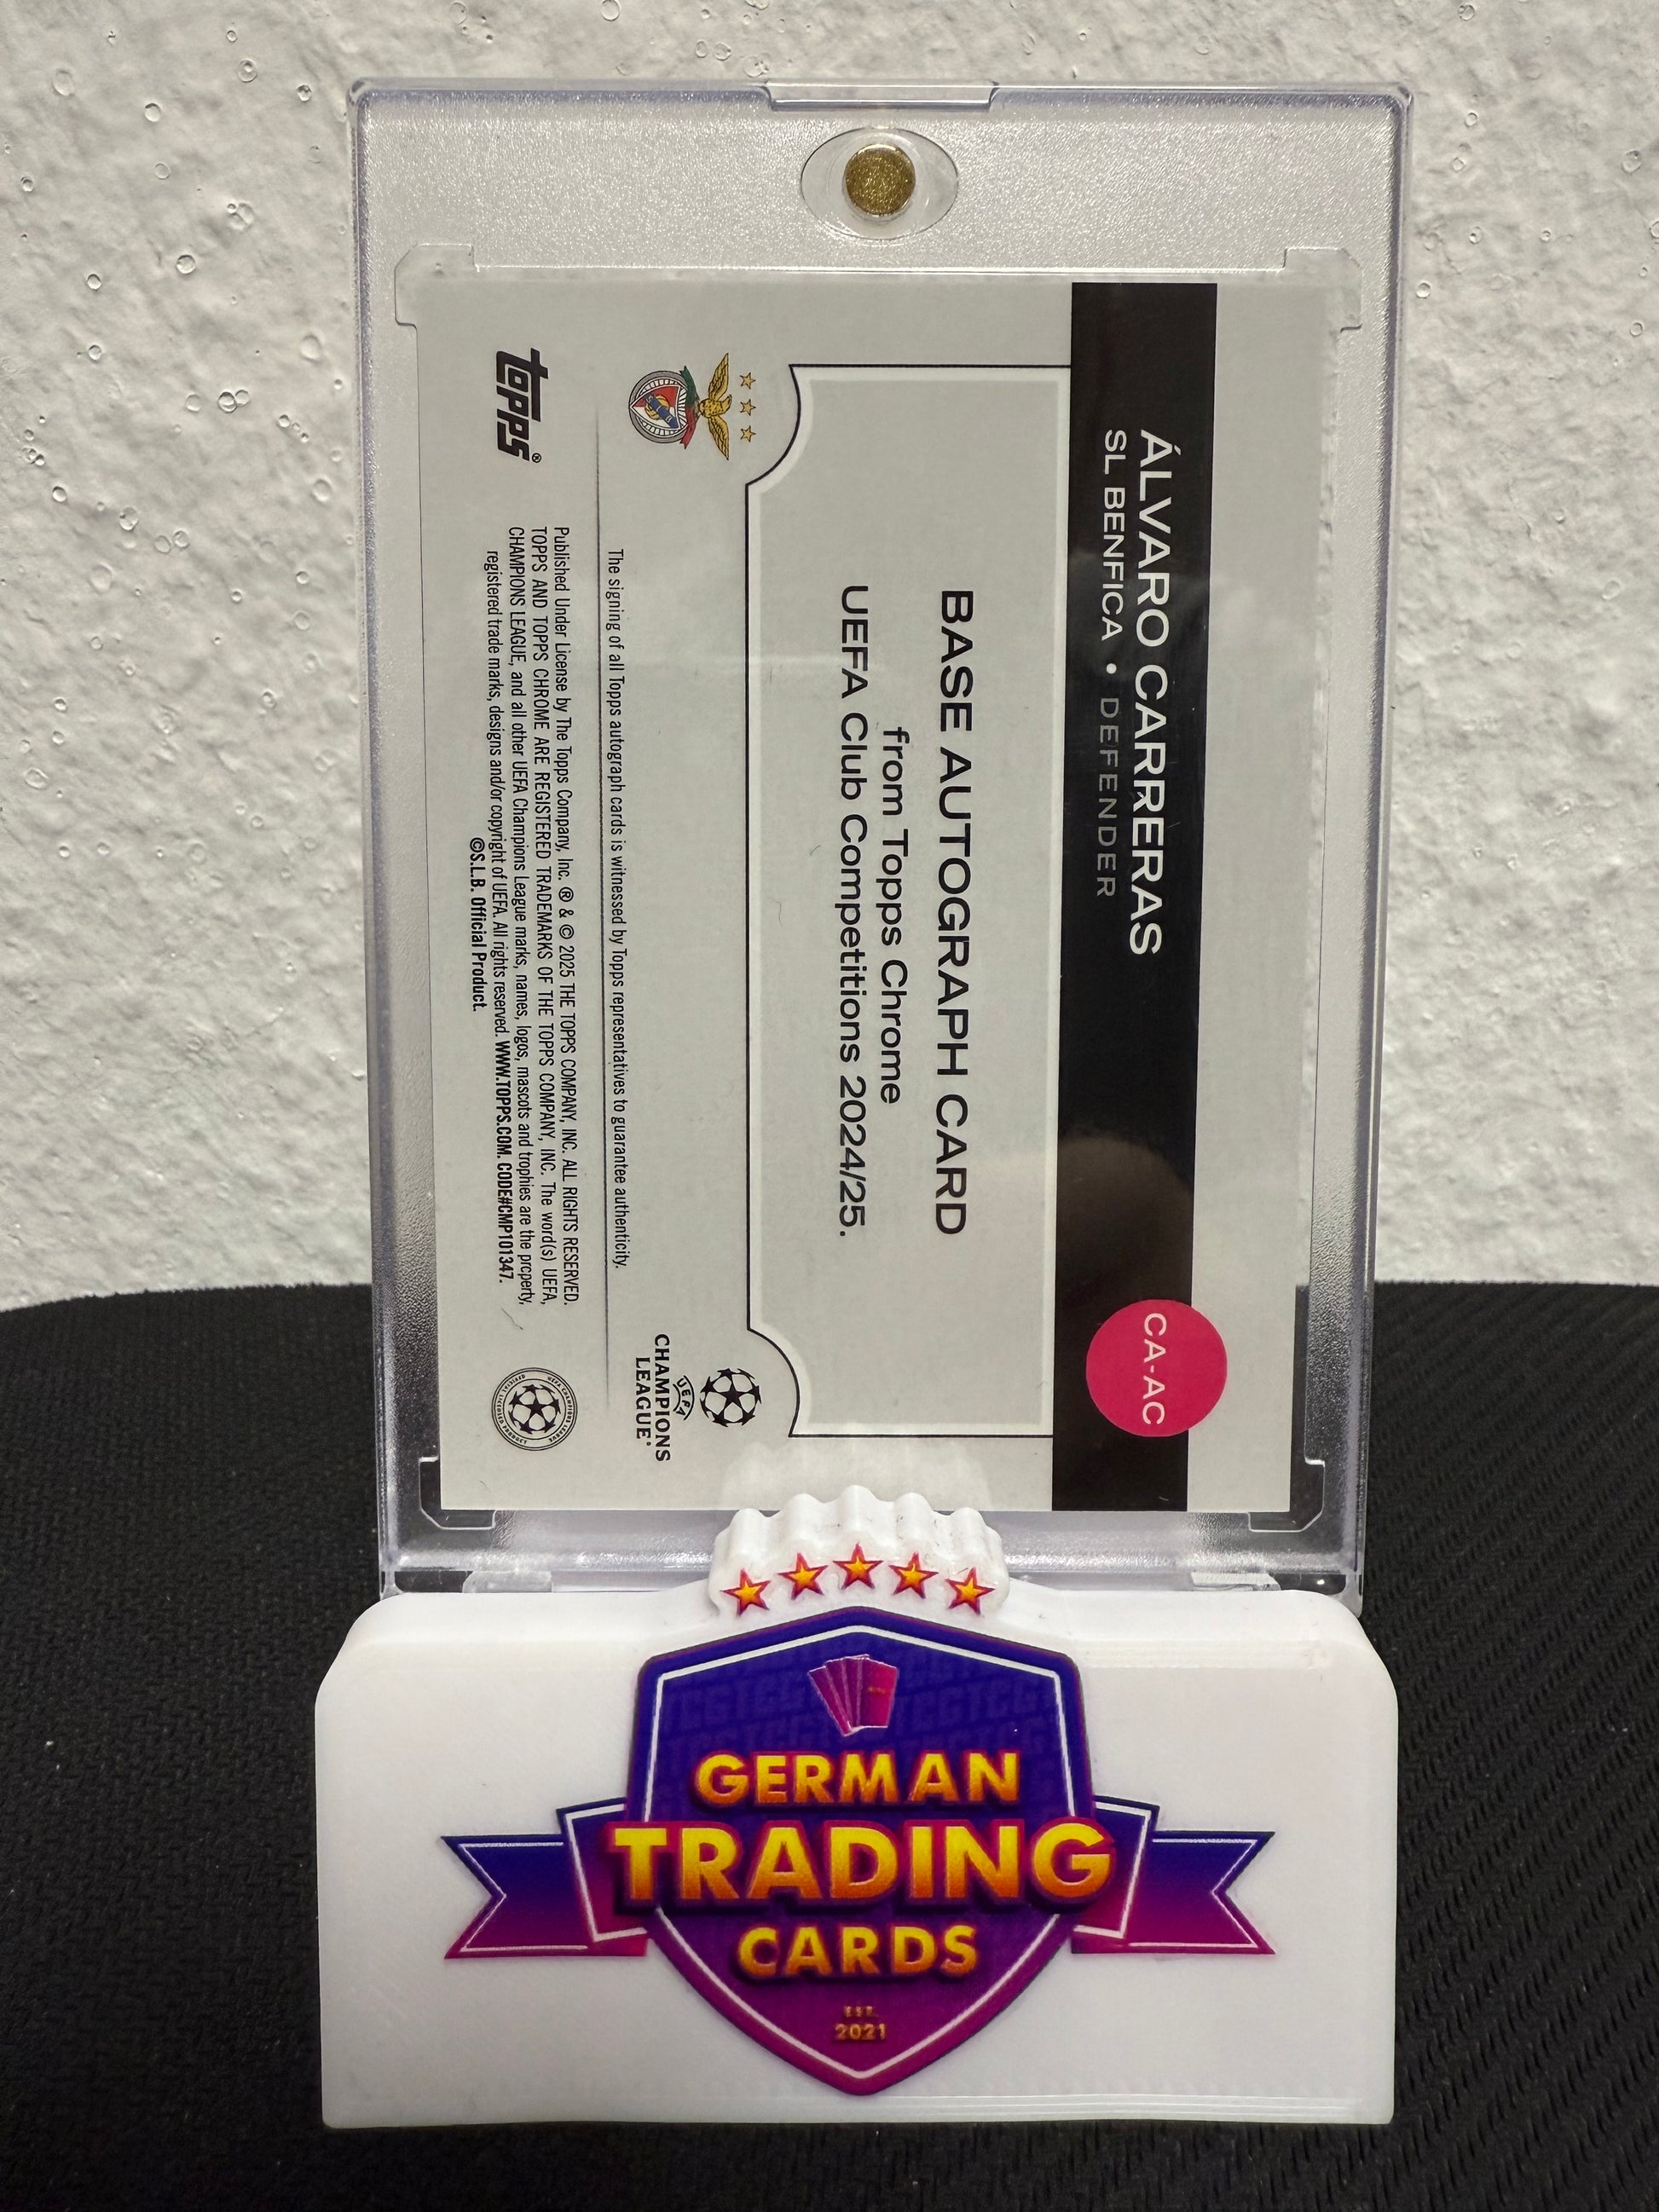 ÁLVARO CARRERAS
SL BENFICA • DEFENDER
CA-AC
BASE AUTOGRAPH CARD
from Topps Chrome
UEFA Club Competitions 2024/25.
UEFA
CHAMPIONS
LEAGUE®
The signing of all Topps autograph cards is witnessed by Topps representatives to guarantee authenticity.
topps®
Published Under License by The Topps Company, Inc. ® & © 2025 THE TOPPS COMPANY, INC. ALL RIGHTS RESERVED.
TOPPS AND TOPPS CHROME ARE REGISTERED TRADEMARKS OF THE TOPPS COMPANY, INC. The word(s) UEFA,
CHAMPIONS LEAGUE, and all other UEFA Champions League marks, names, logos, mascots and trophies are the property,
registered trade marks, designs and/or copyright of UEFA. All rights reserved. WWW.TOPPS.COM. CODE#CMP101347.
©S.L.B. Official Product.
GERMAN
TRADING
CARDS
EST.
2021